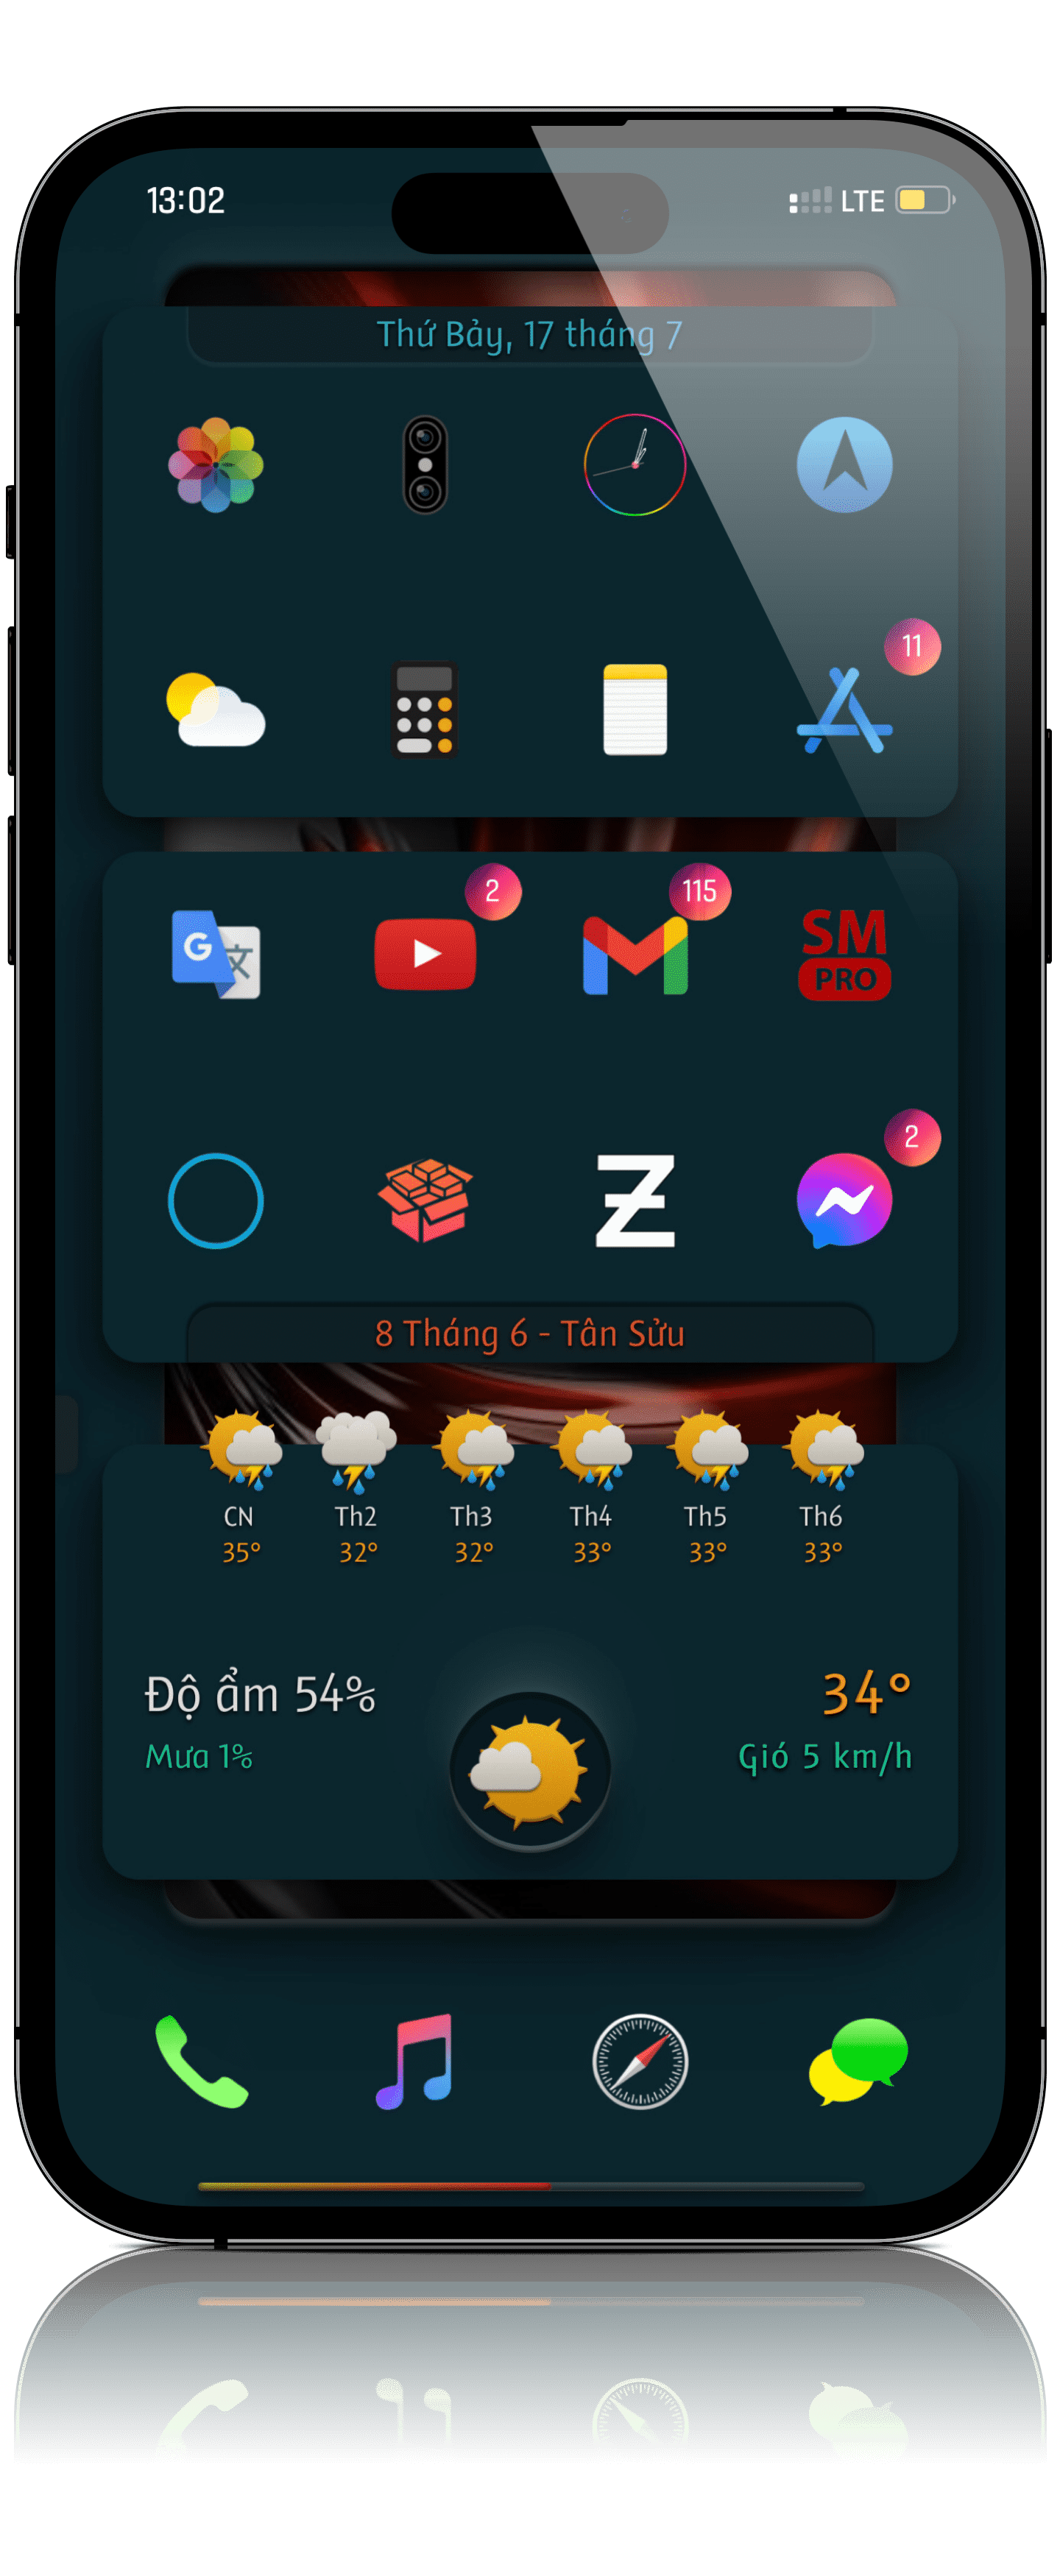 13:02 LTE
Thứ Bảy, 17 tháng 7
11
2 115
SM
PRO
G 文
2
8 Tháng 6 - Tân Sửu
CN Th2 Th3 Th4 Th5 Th6
35° 32° 32° 33° 33° 33°
Độ ẩm 54% 34°
Mưa 1% Gió 5 km/h